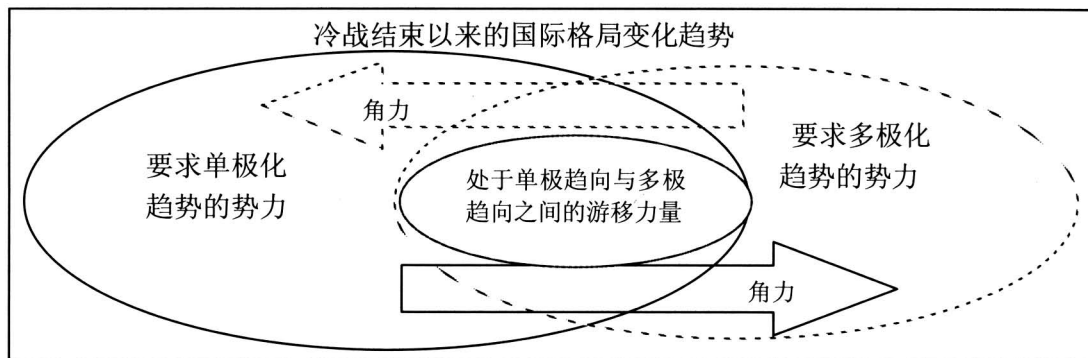 冷战结束以来的国际格局变化趋势
角力
要求单极化
趋势的势力
处于单极趋向与多极
趋向之间的游移力量
要求多极化
趋势的势力
角力